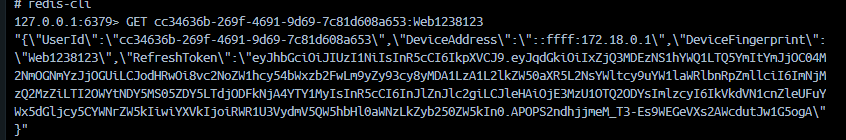 # redis-cli
127.0.0.1:6379> GET cc34636b-269f-4691-9d69-7c81d608a653:Web1238123
"{\"UserId\":\"cc34636b-269f-4691-9d69-7c81d608a653\",\"DeviceAddress\":\"::ffff:172.18.0.1\",\"DeviceFingerprint\":
\"Web1238123\",\"RefreshToken\":\"eyJhbGciOiJIUzI1NiIsInR5cCI6IkpXVCJ9.eyJqdGkiOiIxZjQ3MDEzNS1hYWQ1LTQ5YmItYmJjOC04M
2NmOGNmYzJjOGUiLCJodHRwOi8vc2NoZW1hcy54bWxzb2FwLm9yZy93cy8yMDA1LzA1L2lkZW50aXR5L2NsYWltcy9uYW1laWRlbnRpZmllciI6ImNjM
zQ2MzZiLTI2OWYtNDY5MS05ZDY5LTdjODFkNjA4YTY1MyIsInR5cCI6InJlZnJlc2giLCJleHAiOjE3MzU1OTQ2ODYsImlzcyI6IkVkdVN1cnZleUFuY
Wx5dGljcy5CYWNrZW5kIiwiYXVkIjoiRWR1U3VydmV5QW5hbHl0aWNzLkZyb250ZW5kIn0.APOPS2ndhjjmeM_T3-Es9WEGeVXs2AWcdutJw1G5ogA\"
}"